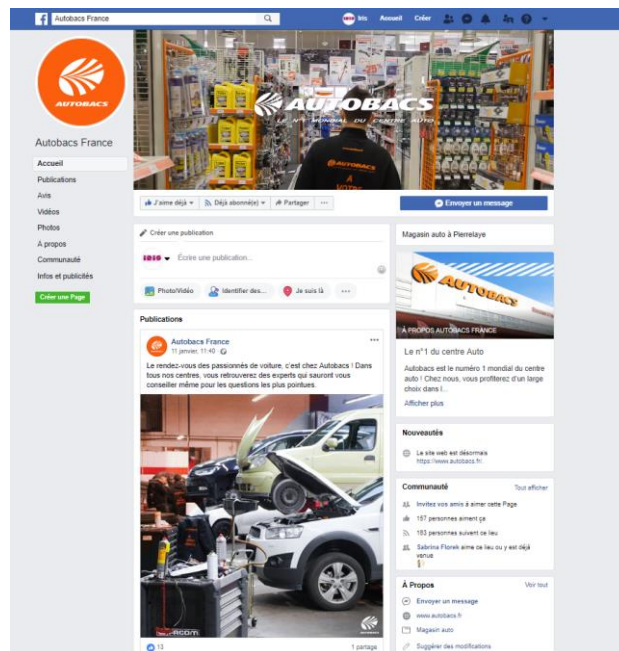 Autobacs France
Iris Accueil Créer
AUTOBACS
AUTOBACS
LE N°1 MONDIAL DU CENTRE AUTO
AUTOBACS
À
VOTRE
Autobacs France
Accueil
Publications
Avis
Vidéos
Photos
À propos
Communauté
Infos et publicités
Créer une Page
J'aime déjà
Déjà abonné(e)
Partager
Envoyer un message
Créer une publication
IRIS
Écrire une publication...
Photo/Vidéo
Identifier des...
Je suis là
Publications
Autobacs France
11 janvier, 11:40
Le rendez-vous des passionnés de voiture, c'est chez Autobacs ! Dans
tous nos centres, vous retrouverez des experts qui sauront vous
conseiller même pour les questions les plus pointues.
AUTOBACS
13
1 partage
Magasin auto à Pierrelaye
AUTOBACS
À PROPOS AUTOBACS FRANCE
Le n°1 du centre Auto
Autobacs est le numéro 1 mondial du centre
auto ! Chez nous, vous profiterez d'un large
choix dans l...
Afficher plus
Nouveautés
Le site web est désormais
https://www.autobacs.fr/.
Communauté
Tout afficher
Invitez vos amis à aimer cette Page
187 personnes aiment ça
183 personnes suivent ce lieu
Sabrina Florek aime ce lieu ou y est déjà
venue
À Propos
Voir tout
Envoyer un message
www.autobacs.fr
Magasin auto
Suggérer des modifications